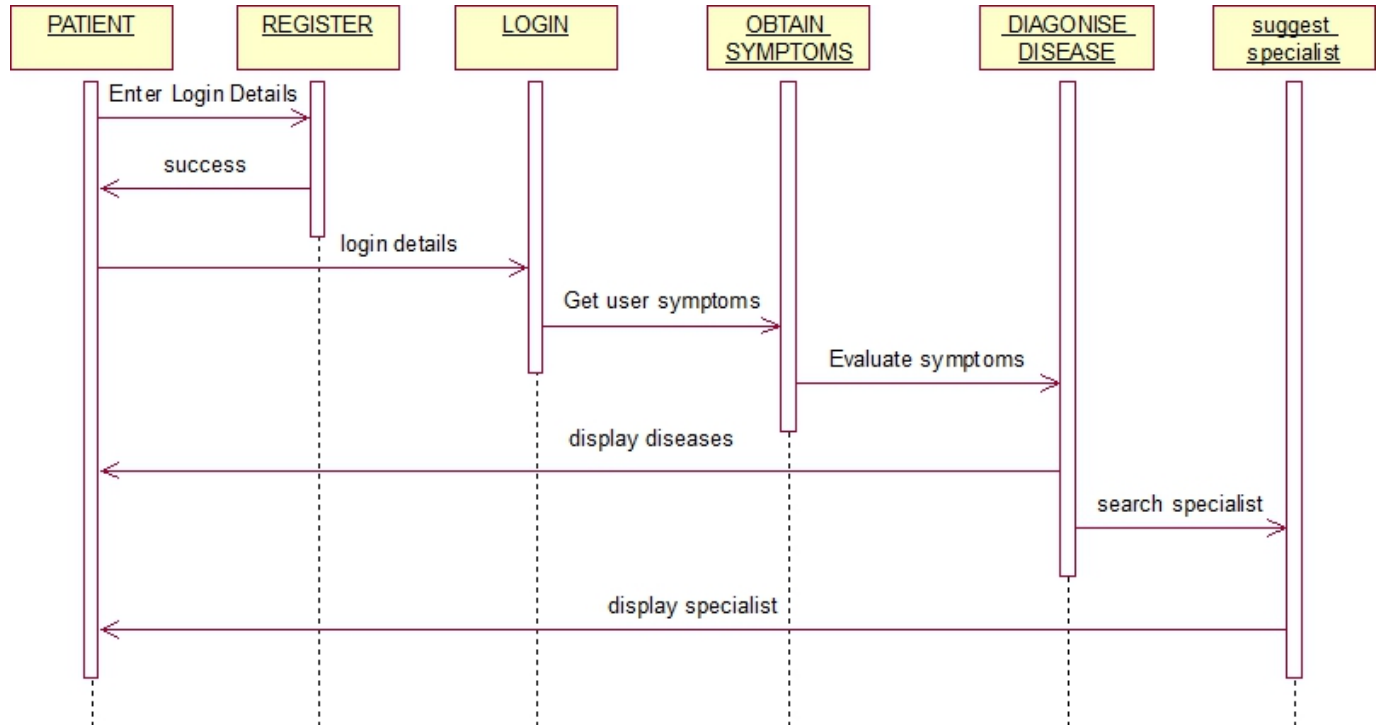 PATIENT
REGISTER
LOGIN
OBTAIN
SYMPTOMS
DIAGONISE
DISEASE
suggest
specialist
Enter Login Details
success
login details
Get user symptoms
Evaluate symptoms
display diseases
search specialist
display specialist